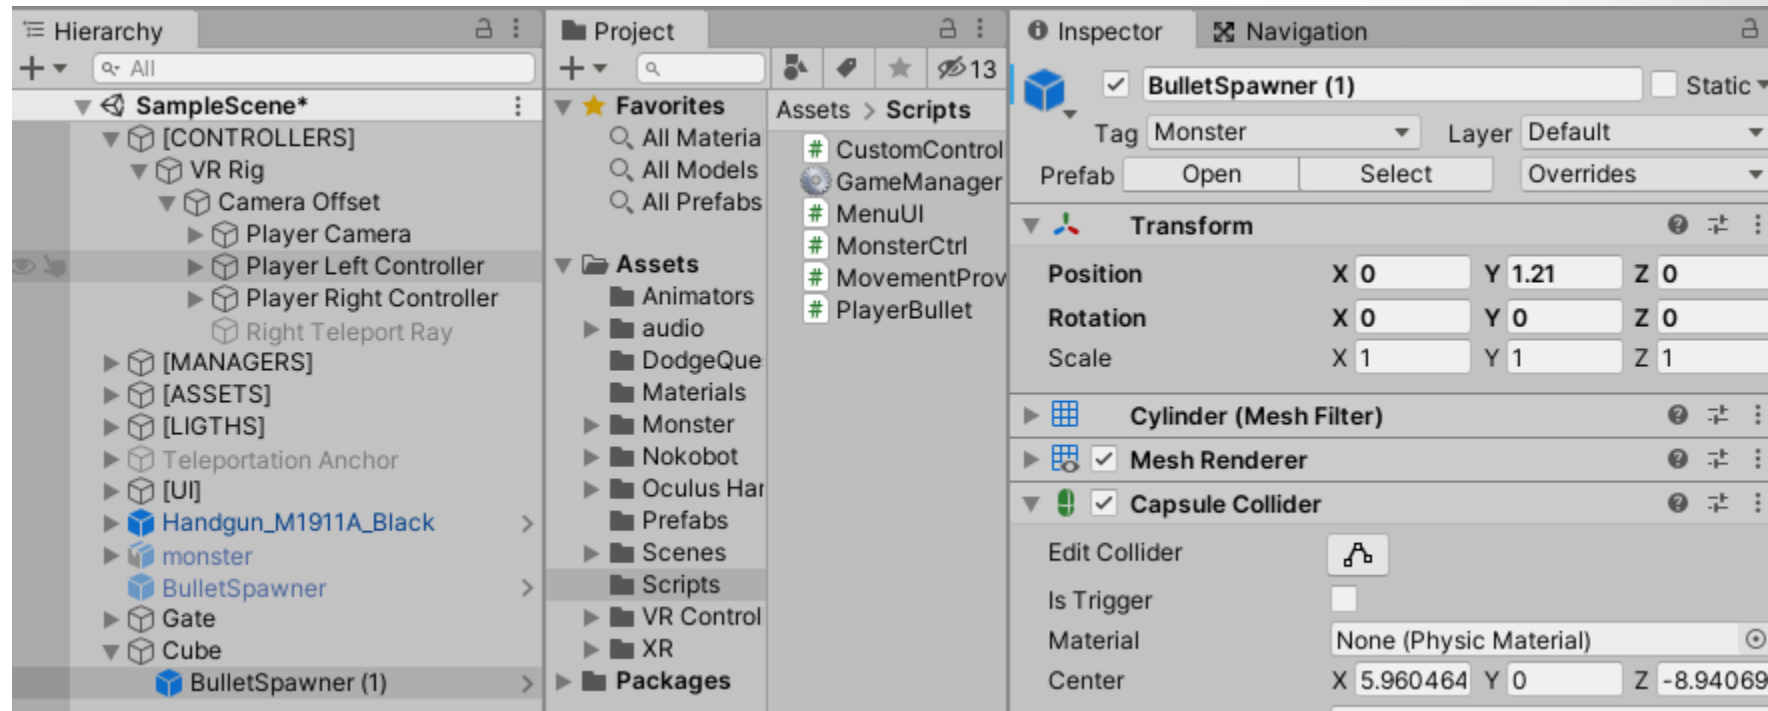 Hierarchy
All
SampleScene*
[CONTROLLERS]
VR Rig
Camera Offset
Player Camera
Player Left Controller
Player Right Controller
Right Teleport Ray
[MANAGERS]
[ASSETS]
[LIGTHS]
Teleportation Anchor
[UI]
Handgun_M1911A_Black
monster
BulletSpawner
Gate
Cube
BulletSpawner (1)
Project
13
Favorites
All Materia
All Models
All Prefabs
Assets
Animators
audio
DodgeQue
Materials
Monster
Nokobot
Oculus Har
Prefabs
Scenes
Scripts
VR Control
XR
Packages
Assets > Scripts
CustomControl
GameManager
MenuUI
MonsterCtrl
MovementProv
PlayerBullet
Inspector Navigation
BulletSpawner (1) Static
Tag Monster Layer Default
Prefab Open Select Overrides
Transform
Position X 0 Y 1.21 Z 0
Rotation X 0 Y 0 Z 0
Scale X 1 Y 1 Z 1
Cylinder (Mesh Filter)
Mesh Renderer
Capsule Collider
Edit Collider
Is Trigger
Material None (Physic Material)
Center X 5.960464 Y 0 Z -8.94069